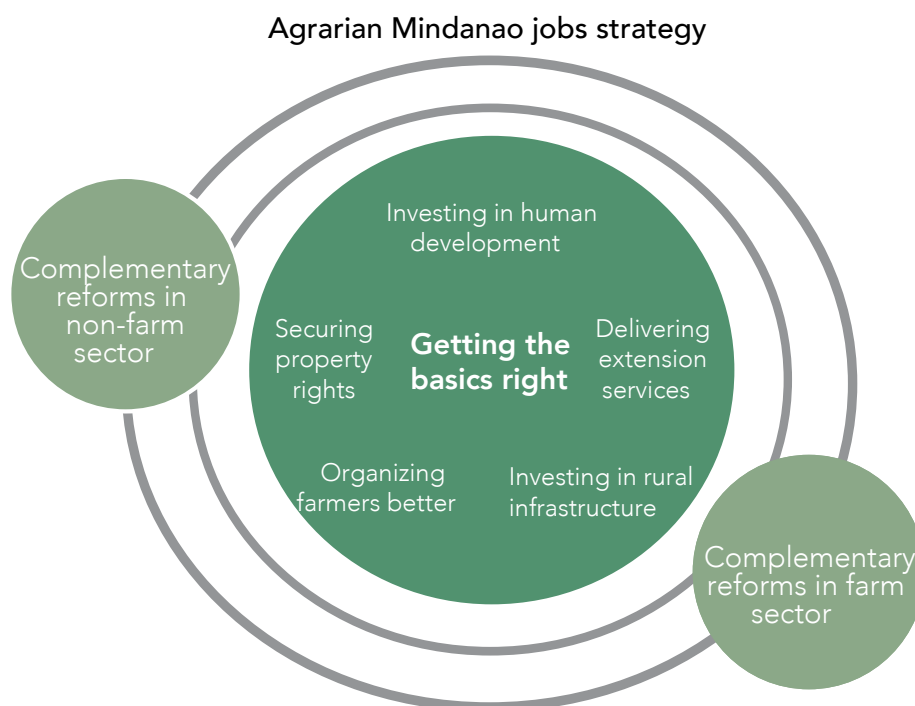 Agrarian Mindanao jobs strategy
Investing in human
development
Complementary
reforms in
non-farm
sector
Securing
property
rights
Getting the
basics right
Delivering
extension
services
Organizing
farmers better
Investing in rural
infrastructure
Complementary
reforms in farm
sector